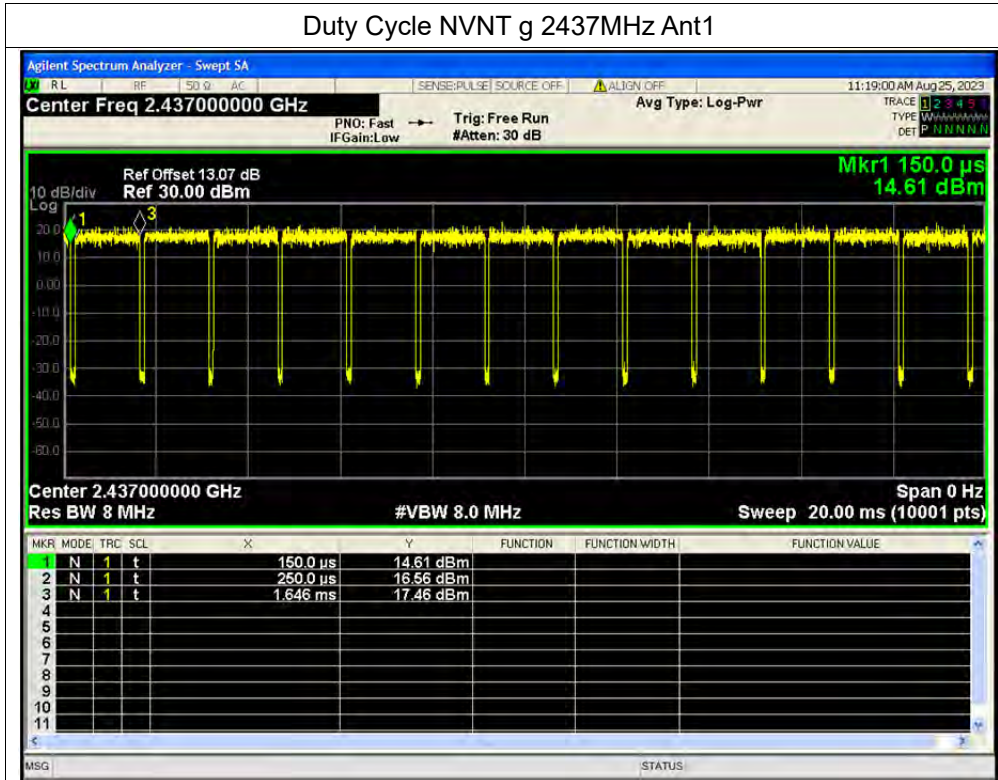 Duty Cycle NVNT g 2437MHz Ant1
Agilent Spectrum Analyzer - Swept SA
RL RF 50 Ω AC SENSE:PULSE SOURCE OFF ALIGN OFF 11:19:00 AM Aug 25, 2023
Center Freq 2.437000000 GHz Avg Type: Log-Pwr TRACE 1 2 3 4 5 6
PNO: Fast Trig: Free Run TYPE W
IFGain:Low #Atten: 30 dB DET P N N N N N
Mkr1 150.0 µs
14.61 dBm
Ref Offset 13.07 dB
10 dB/div Ref 30.00 dBm
Log
1 3
20.0
10.0
0.00
-10.0
-20.0
-30.0
-40.0
-50.0
-60.0
Center 2.437000000 GHz Span 0 Hz
Res BW 8 MHz #VBW 8.0 MHz Sweep 20.00 ms (10001 pts)
MKR MODE TRC SCL X Y FUNCTION FUNCTION WIDTH FUNCTION VALUE
1 N 1 t 150.0 µs 14.61 dBm
2 N 1 t 250.0 µs 16.56 dBm
3 N 1 t 1.646 ms 17.46 dBm
4
5
6
7
8
9
10
11
MSG STATUS